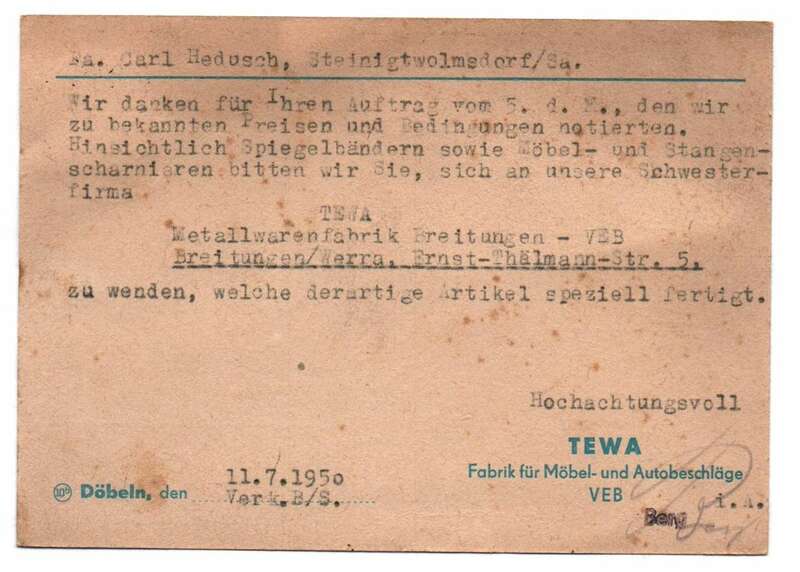 Fa. Carl Hedusch, Steinigtwolmsdorf/Sa.
Wir danken für Ihren Auftrag vom 5. d. M., den wir
zu bekannten Preisen und Bedingungen notierten.
Hinsichtlich Spiegelbändern sowie Möbel- und Stangen-
scharnieren bitten wir Sie, sich an unsere Schwester-
firma
TEWA
Metallwarenfabrik Breitungen - VEB
Breitungen/Werra, Ernst-Thälmann-Str. 5,
zu wenden, welche derartige Artikel speziell fertigt.
Hochachtungsvoll
TEWA
Fabrik für Möbel- und Autobeschläge
VEB
i.A.
Berg
Döbeln, den 11.7.1950
Verk.B/S.